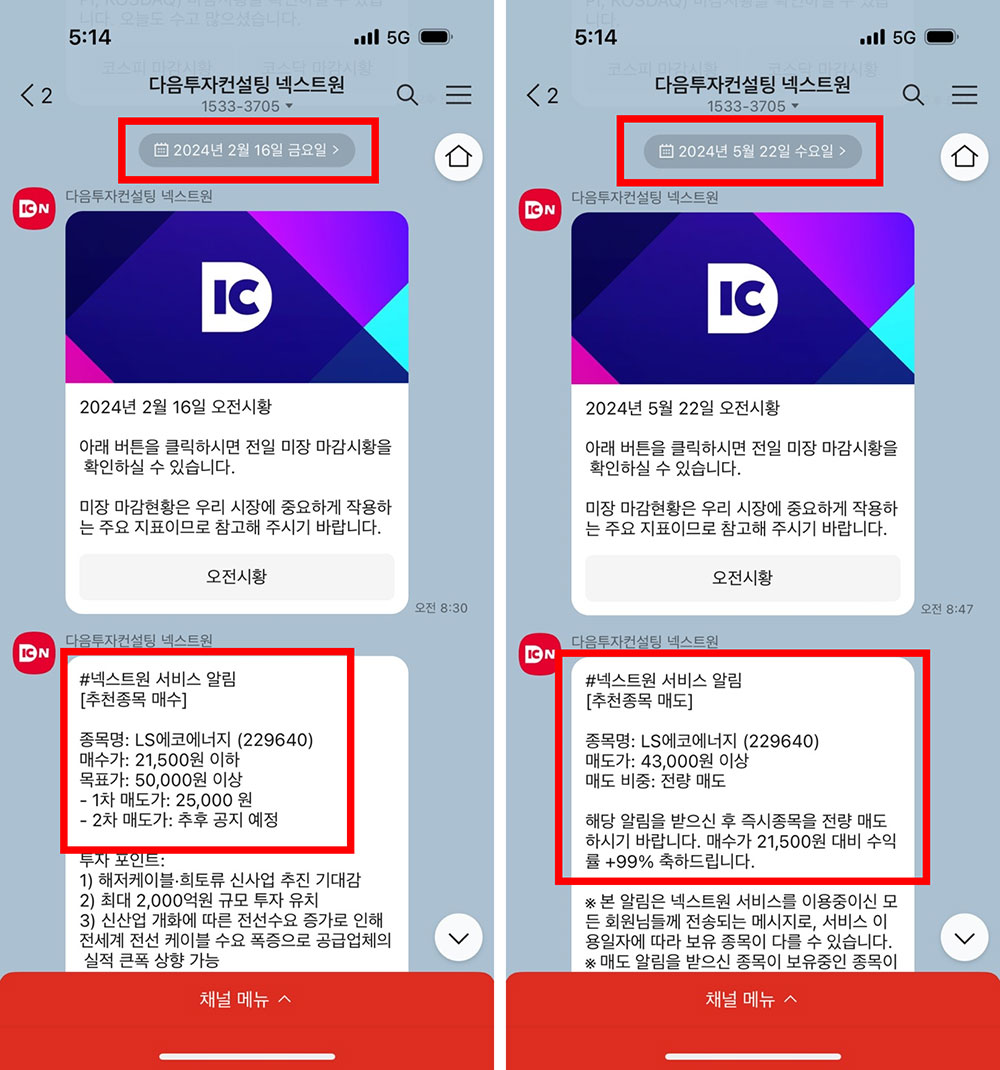 5:14
5G
코스피 마감시황
코스닥 마감시황
< 2
다음투자컨설팅 넥스트원
1533-3705
2024년 2월 16일 금요일 >
IC N
다음투자컨설팅 넥스트원
IC
2024년 2월 16일 오전시황
아래 버튼을 클릭하시면 전일 미장 마감시황을
확인하실 수 있습니다.
미장 마감현황은 우리 시장에 중요하게 작용하
는 주요 지표이므로 참고해 주시기 바랍니다.
오전시황
오전 8:30
다음투자컨설팅 넥스트원
IC N
#넥스트원 서비스 알림
[추천종목 매수]
종목명: LS에코에너지 (229640)
매수가: 21,500원 이하
목표가: 50,000원 이상
- 1차 매도가: 25,000 원
- 2차 매도가: 추후 공지 예정
투자 포인트:
1) 해저케이블·희토류 신사업 추진 기대감
2) 최대 2,000억원 규모 투자 유치
3) 신산업 개화에 따른 전선수요 증가로 인해
전세계 전선 케이블 수요 폭증으로 공급업체의
실적 큰폭 상향 가능
채널 메뉴
5:14
5G
코스피 마감시황
< 2
다음투자컨설팅 넥스트원
1533-3705
2024년 5월 22일 수요일 >
IC N
다음투자컨설팅 넥스트원
IC
2024년 5월 22일 오전시황
아래 버튼을 클릭하시면 전일 미장 마감시황을
확인하실 수 있습니다.
미장 마감현황은 우리 시장에 중요하게 작용하
는 주요 지표이므로 참고해 주시기 바랍니다.
오전시황
오전 8:47
다음투자컨설팅 넥스트원
IC N
#넥스트원 서비스 알림
[추천종목 매도]
종목명: LS에코에너지 (229640)
매도가: 43,000원 이상
매도 비중: 전량 매도
해당 알림을 받으신 후 즉시종목을 전량 매도
하시기 바랍니다. 매수가 21,500원 대비 수익
률 +99% 축하드립니다.
※ 본 알림은 넥스트원 서비스를 이용중이신 모
든 회원님들께 전송되는 메시지로, 서비스 이
용일자에 따라 보유 종목이 다를 수 있습니다.
※ 매도 알림을 받으신 종목이 보유중인 종목이
채널 메뉴